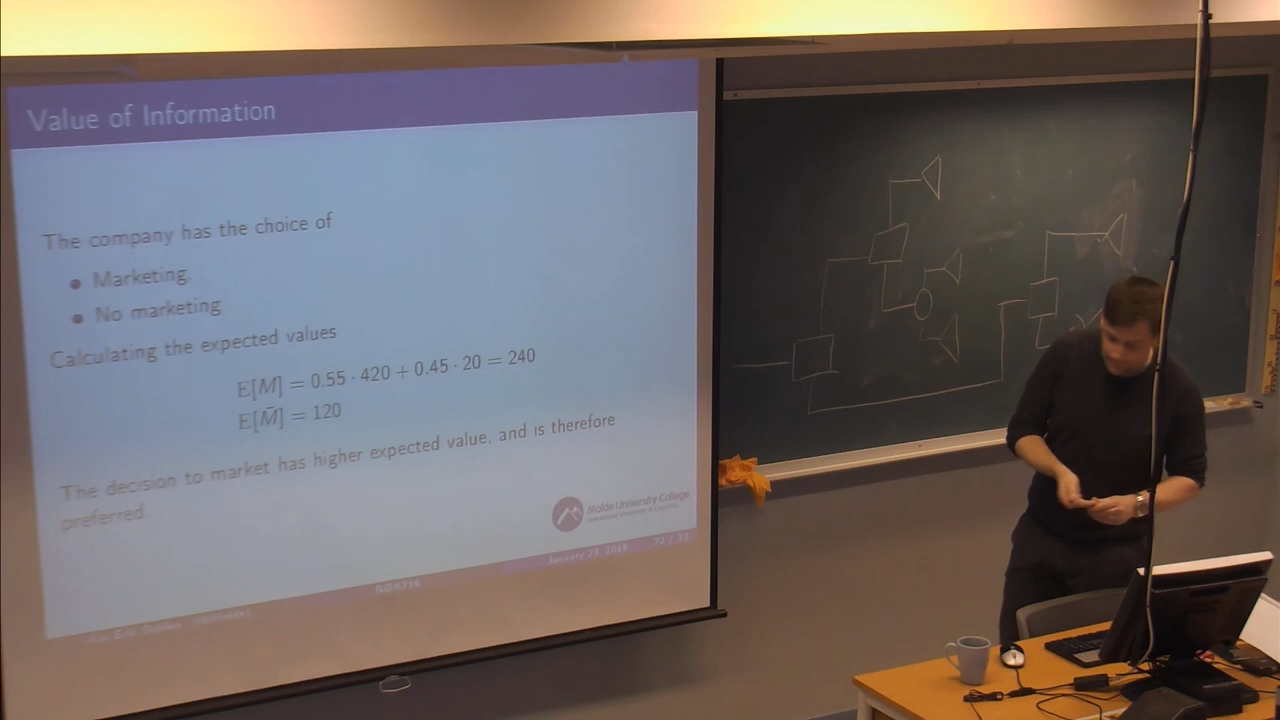 Value of Information
The company has the choice of
• Marketing.
• No marketing
Calculating the expected values
E[M] = 0.55 · 420 + 0.45 · 20 = 240
E[M̄] = 120
The decision to market has higher expected value, and is therefore
preferred.
Molde University College
January 23, 2015